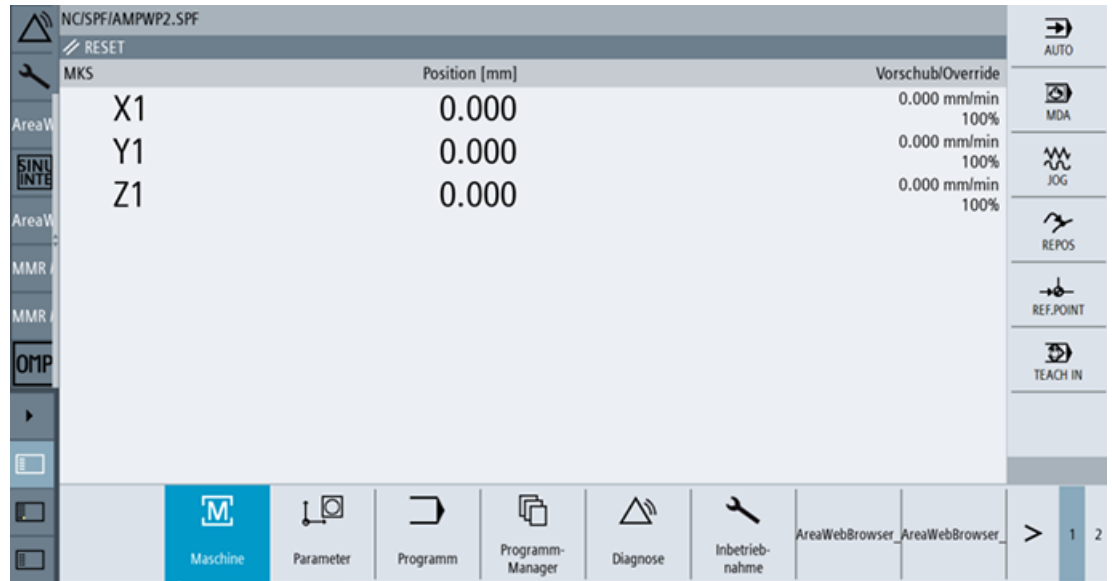 NC/SPF/AMPWP2.SPF
RESET
MKS Position [mm] Vorschub/Override
X1 0.000 0.000 mm/min
100%
Y1 0.000 0.000 mm/min
100%
Z1 0.000 0.000 mm/min
100%
AreaW
SINU
INTE
AreaW
MMR
MMR
OMP
AUTO
MDA
JOG
REPOS
REF.POINT
TEACH IN
M
Maschine
Parameter
Programm
Programm-
Manager
Diagnose
Inbetrieb-
nahme
AreaWebBrowser_
AreaWebBrowser_
> 1 2